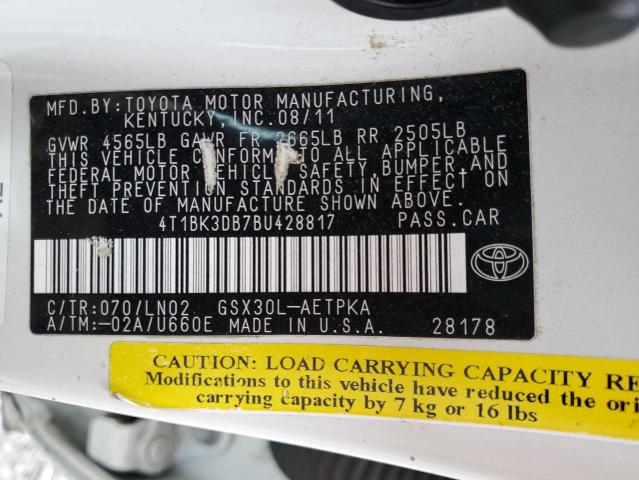 MFD.BY:TOYOTA MOTOR MANUFACTURING,
KENTUCKY, INC.08/11
GVWR 4565LB GAWR FR 2665LB RR 2505LB
THIS VEHICLE CONFORMS TO ALL APPLICABLE
FEDERAL MOTOR VEHICLE SAFETY, BUMPER, AND
THEFT PREVENTION STANDARDS IN EFFECT ON
THE DATE OF MANUFACTURE SHOWN ABOVE.
4T1BK3DB7BU428817 PASS.CAR
C/TR:070/LN02 GSX30L-AETPKA
A/TM:-02A/U660E MADE IN U.S.A. 28178
CAUTION: LOAD CARRYING CAPACITY RE
Modifications to this vehicle have reduced the ori
carrying capacity by 7 kg or 16 lbs